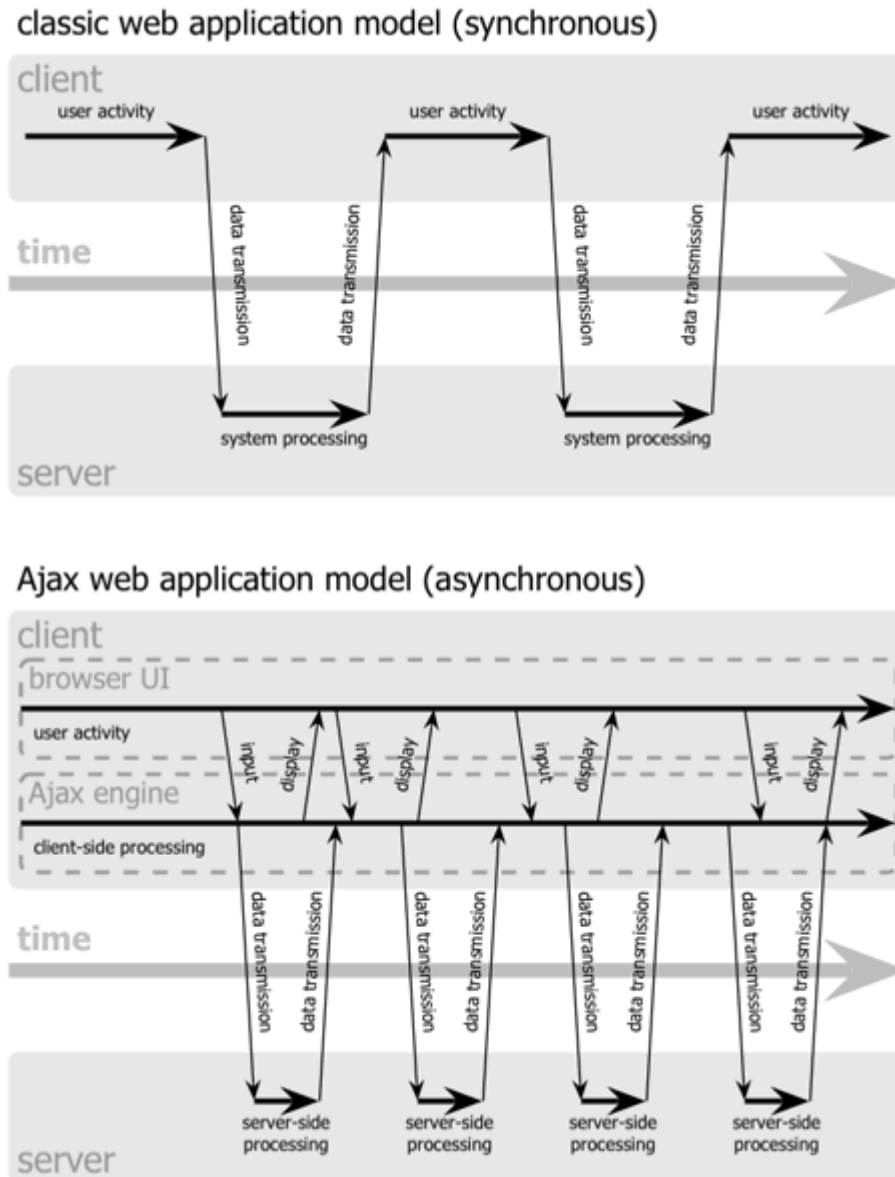 classic web application model (synchronous)
client
user activity
user activity
user activity
time
data transmission
data transmission
data transmission
data transmission
system processing
system processing
server
Ajax web application model (asynchronous)
client
browser UI
user activity
input
display
input
display
input
display
input
display
Ajax engine
client-side processing
time
data transmission
data transmission
data transmission
data transmission
data transmission
data transmission
data transmission
data transmission
server-side
processing
server-side
processing
server-side
processing
server-side
processing
server